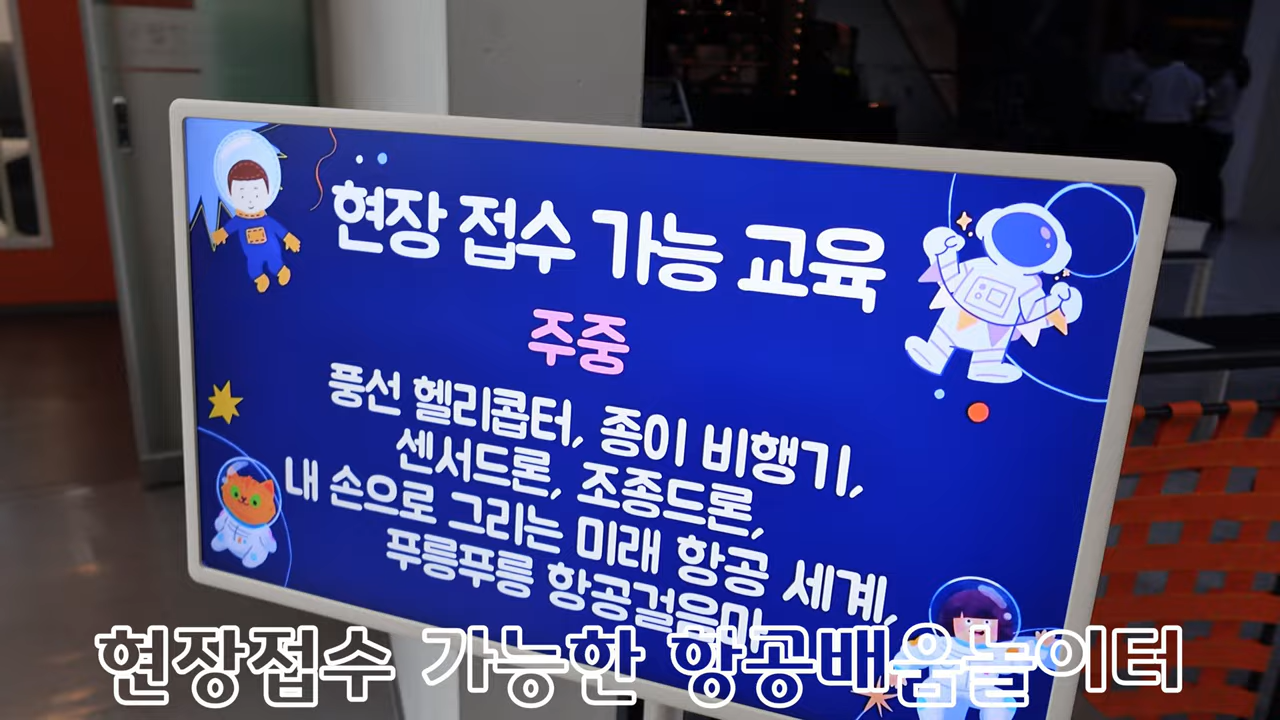 현장 접수 가능 교육
주중
풍선 헬리콥터, 종이 비행기,
센서드론, 조종드론,
내 손으로 그리는 미래 항공 세계,
푸릉푸릉 항공걸음마,
현장접수 가능한 항공배움놀이터